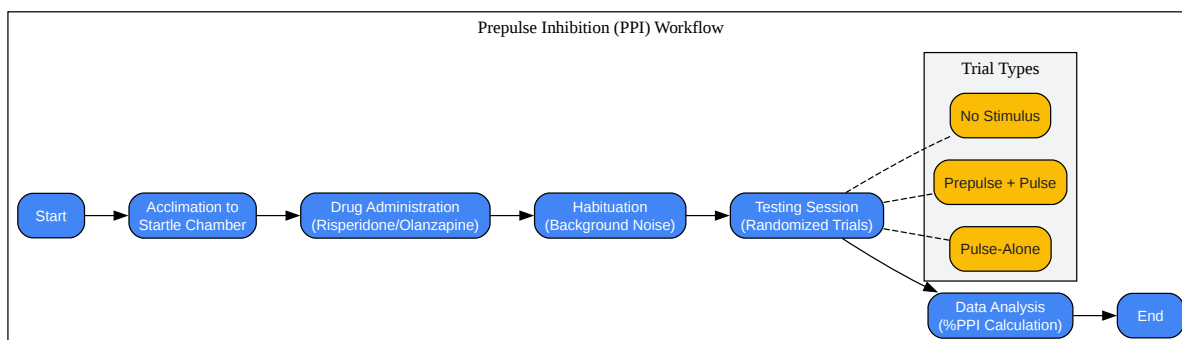 Prepulse Inhibition (PPI) Workflow
Trial Types
No Stimulus
Prepulse + Pulse
Pulse-Alone
Start
Acclimation to
Startle Chamber
Drug Administration
(Risperidone/Olanzapine)
Habituation
(Background Noise)
Testing Session
(Randomized Trials)
Data Analysis
(%PPI Calculation)
End